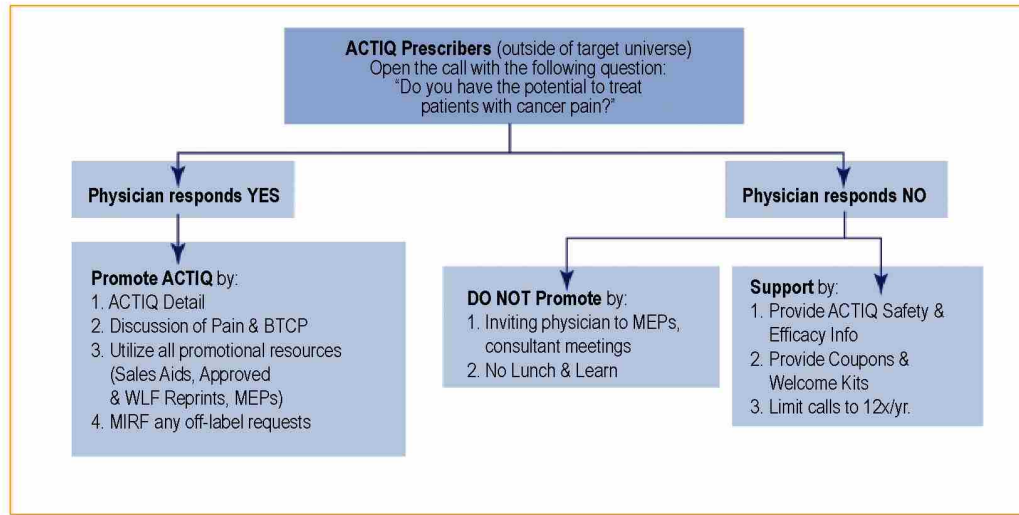 ACTIQ Prescribers (outside of target universe)
Open the call with the following question:
“Do you have the potential to treat
patients with cancer pain?”
Physician responds YES
Physician responds NO
Promote ACTIQ by:
1. ACTIQ Detail
2. Discussion of Pain & BTCP
3. Utilize all promotional resources
(Sales Aids, Approved
& WLF Reprints, MEPs)
4. MIRF any off-label requests
DO NOT Promote by:
1. Inviting physician to MEPs,
consultant meetings
2. No Lunch & Learn
Support by:
1. Provide ACTIQ Safety &
Efficacy Info
2. Provide Coupons &
Welcome Kits
3. Limit calls to 12x/yr.